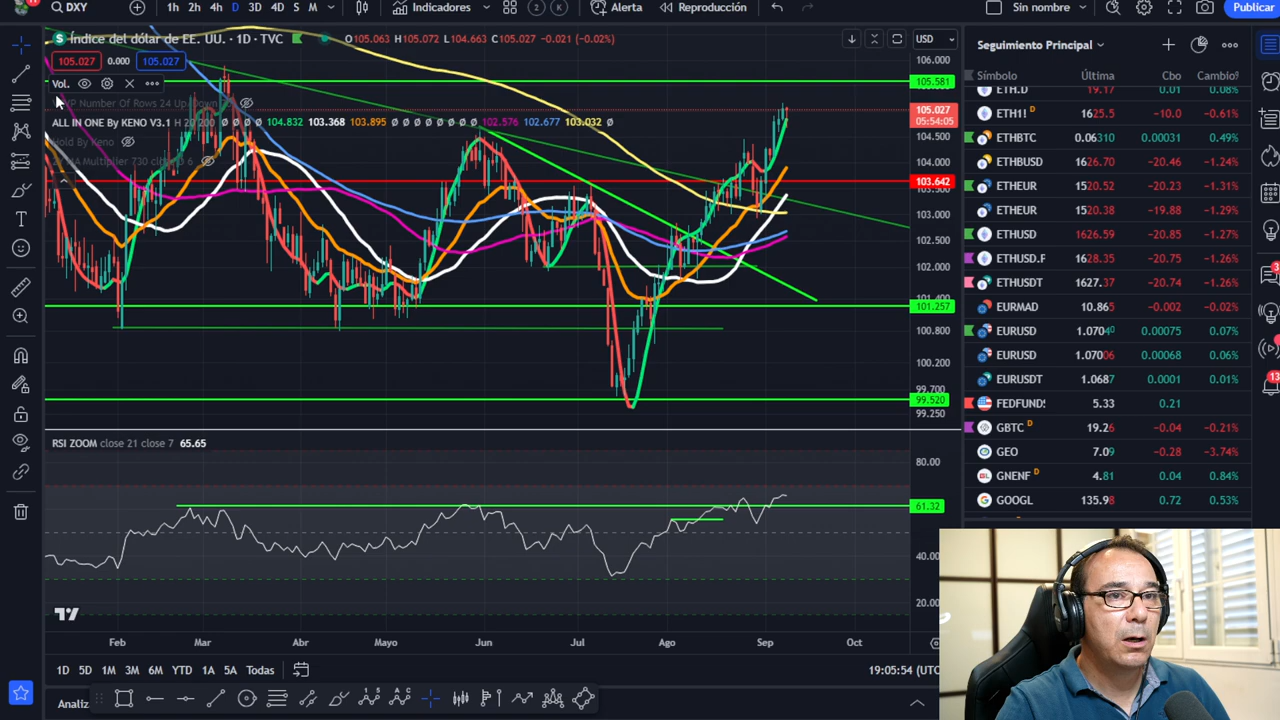 DXY 1h 2h 4h D 3D 4D S M Indicadores 2 K Alerta Reproducción Sin nombre Publicar
Índice del dólar de EE. UU. · 1D · TVC O105.063 H105.072 L104.663 C105.027 -0.021 (-0.02%) USD
105.027 0.000 105.027
Vol.
Number Of Rows 24 Up Down
ALL IN ONE By KENO V3.1 H 20 200 Ø Ø Ø Ø 104.832 103.368 103.895 Ø Ø Ø Ø Ø Ø Ø Ø 102.576 102.677 103.032 Ø
Hold By Keno
MA Multiplier 730 close 5
106.000
105.581
105.027
05:54:05
104.500
104.000
103.642
103.500
103.000
102.500
102.000
101.257
100.800
100.200
99.700
99.520
99.250
RSI ZOOM close 21 close 7 65.65
80.00
61.32
40.00
20.00
Feb Mar Abr Mayo Jun Jul Ago Sep Oct
1D 5D 1M 3M 6M YTD 1A 5A Todas 19:05:54 (UTC
Analiz
Seguimiento Principal
Símbolo Última Cbo Cambio%
ETH.D 19.17 0.01 0.08%
ETH11 D 1625.5 -10.0 -0.61%
ETHBTC 0.06310 0.00031 0.49%
ETHBUSD 1626.70 -20.46 -1.24%
ETHEUR 1520.52 -20.23 -1.31%
ETHEUR 1520.38 -19.88 -1.29%
ETHUSD 1626.59 -20.85 -1.27%
ETHUSD.F 1628.35 -20.75 -1.26%
ETHUSDT 1627.37 -20.74 -1.26%
EURMAD 10.865 -0.002 -0.02%
EURUSD 1.07040 0.00075 0.07%
EURUSD 1.07006 0.00068 0.06%
EURUSDT 1.0687 0.0001 0.01%
FEDFUNDS 5.33 0.21
GBTC D 19.26 -0.04 -0.21%
GEO 7.09 -0.28 -3.74%
GNENF D 4.81 0.04 0.84%
GOOGL 135.98 0.72 0.53%